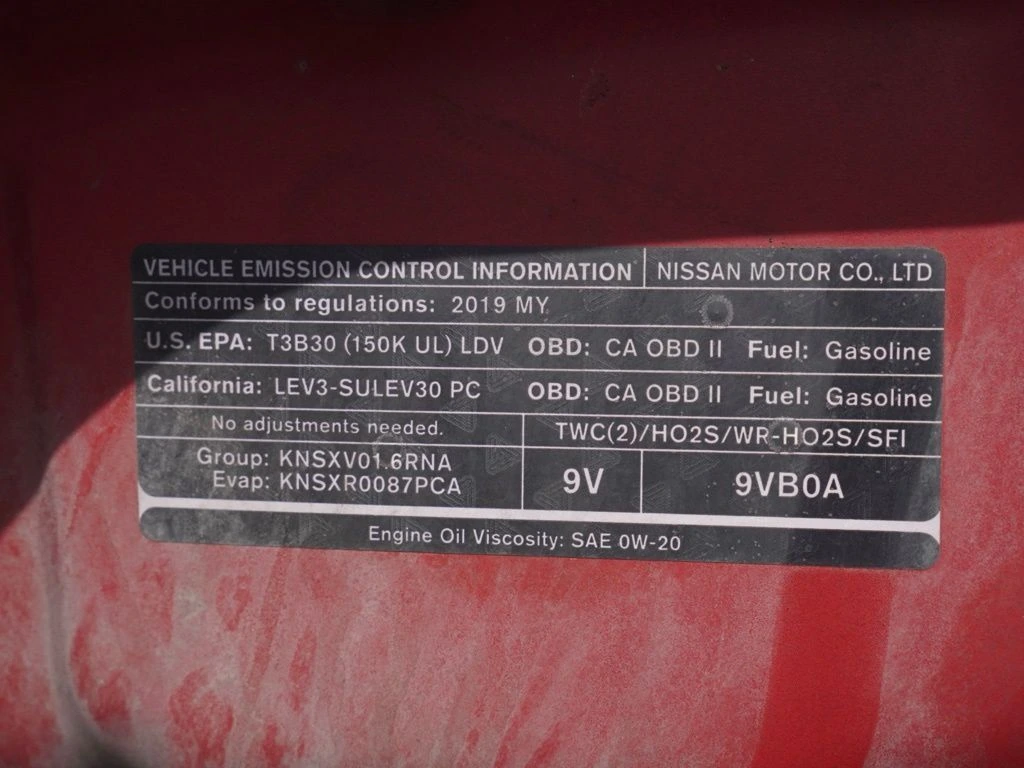 VEHICLE EMISSION CONTROL INFORMATION NISSAN MOTOR CO., LTD
Conforms to regulations: 2019 MY
U.S. EPA: T3B30 (150K UL) LDV OBD: CA OBD II Fuel: Gasoline
California: LEV3-SULEV30 PC OBD: CA OBD II Fuel: Gasoline
No adjustments needed.
TWC(2)/HO2S/WR-HO2S/SFI
Group: KNSXV01.6RNA
Evap: KNSXR0087PCA
9V 9VB0A
Engine Oil Viscosity: SAE 0W-20